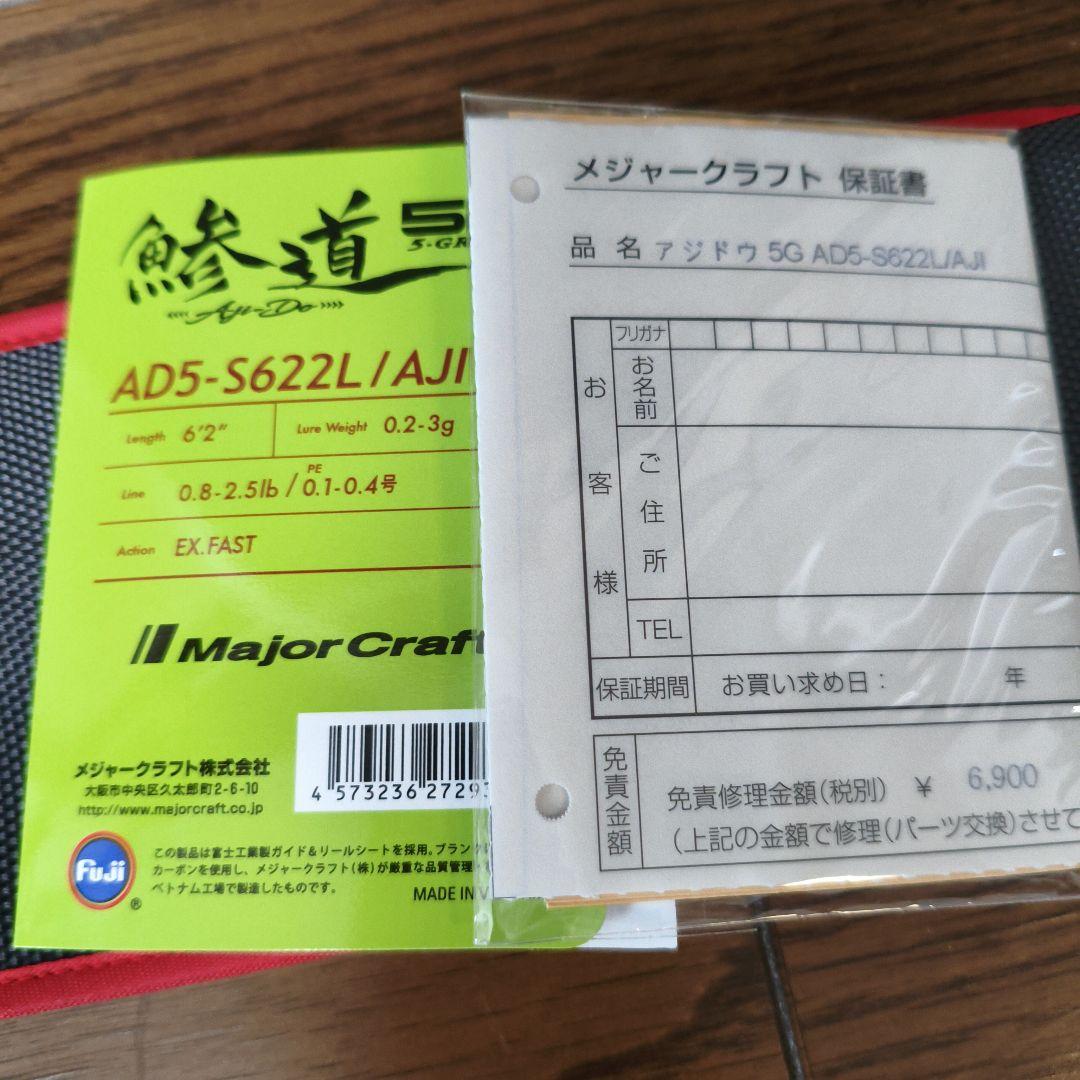 鯵道 5G
5-GR
Aji-Do
AD5-S622L/AJI
Length 6'2" Lure Weight 0.2-3g
Line 0.8-2.5lb / PE 0.1-0.4号
Action EX.FAST
Major Craft
メジャークラフト株式会社
大阪市中央区久太郎町2-6-10
http://www.majorcraft.co.jp
4 573236 27293
Fuji
®
この製品は富士工業製ガイド&リールシートを採用。ブランク
カーボンを使用し、メジャークラフト(株)が厳重な品質管理
ベトナム工場で製造したものです。
MADE IN V
メジャークラフト 保証書
品名 アジドウ 5G AD5-S622L/AJI
お客様
フリガナ
お名前
ご住所
TEL
保証期間 お買い求め日: 年
免責金額
免責修理金額(税別) ¥ 6,900
(上記の金額で修理(パーツ交換)させて